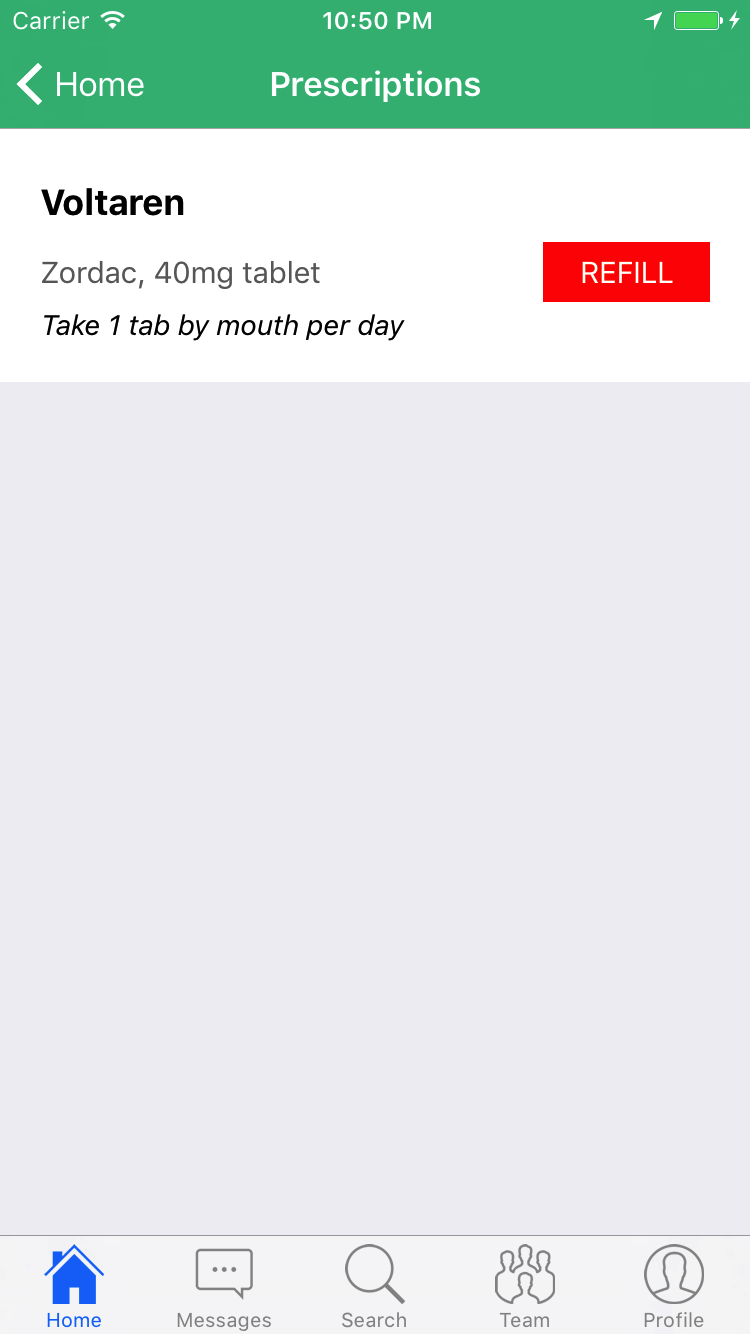 Carrier 10:50 PM
Home Prescriptions
Voltaren
Zordac, 40mg tablet REFILL
Take 1 tab by mouth per day
Home Messages Search Team Profile